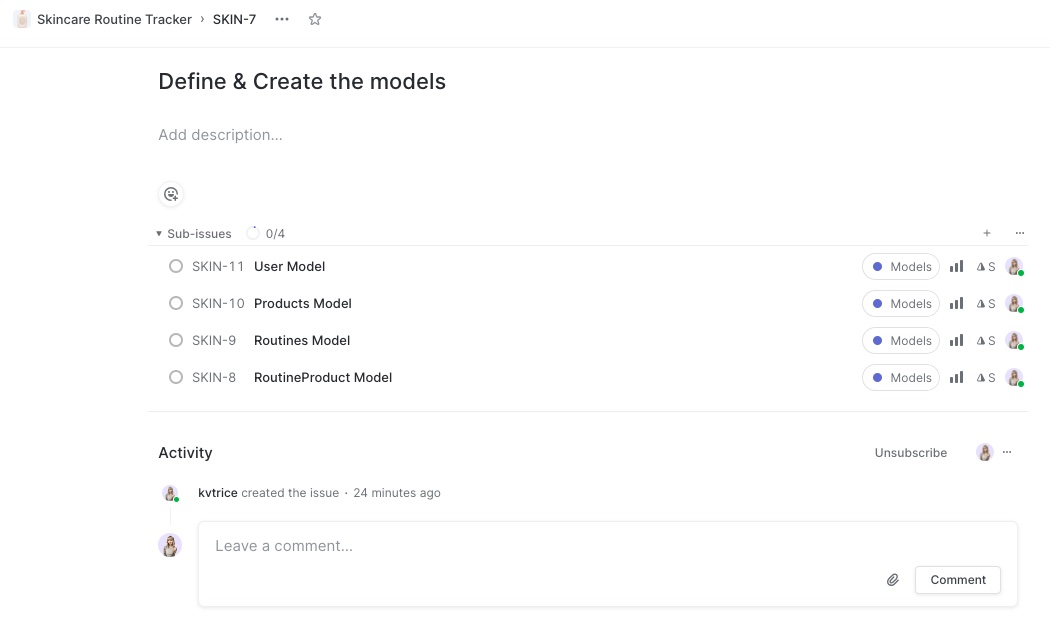 Skincare Routine Tracker › SKIN-7 ···
Define & Create the models
Add description...
Sub-issues 0/4 + ···
SKIN-11 User Model Models S
SKIN-10 Products Model Models S
SKIN-9 Routines Model Models S
SKIN-8 RoutineProduct Model Models S
Activity Unsubscribe ···
kvtrice created the issue · 24 minutes ago
Leave a comment...
Comment